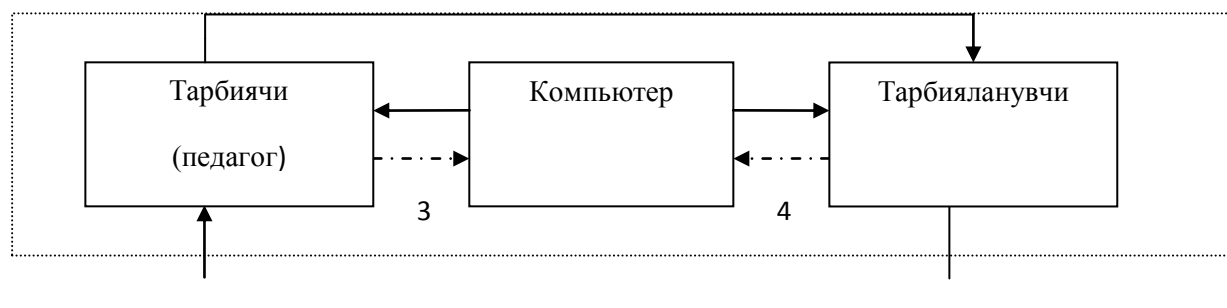 Тарбиячи
(педагог)
Компьютер
Тарбияланувчи
3
4